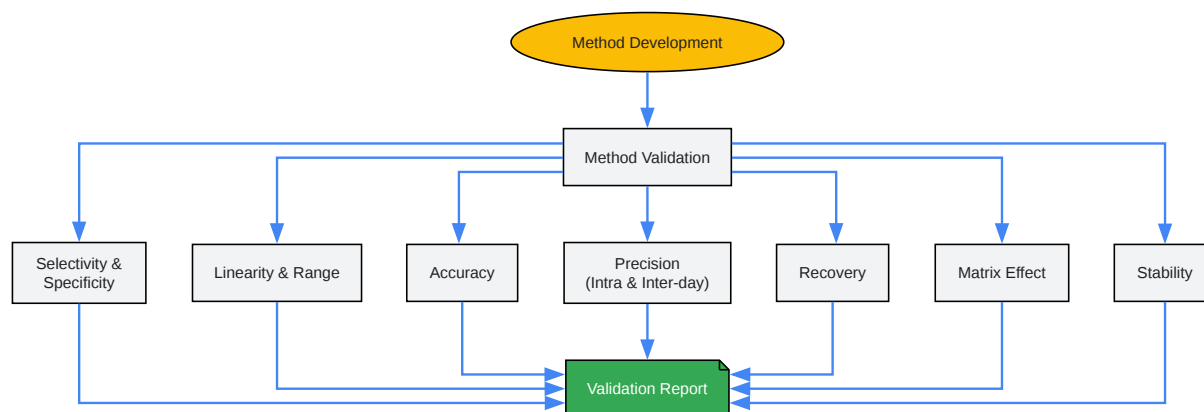 Method Development
Method Validation
Selectivity &
Specificity
Linearity & Range
Accuracy
Precision
(Intra & Inter-day)
Recovery
Matrix Effect
Stability
Validation Report